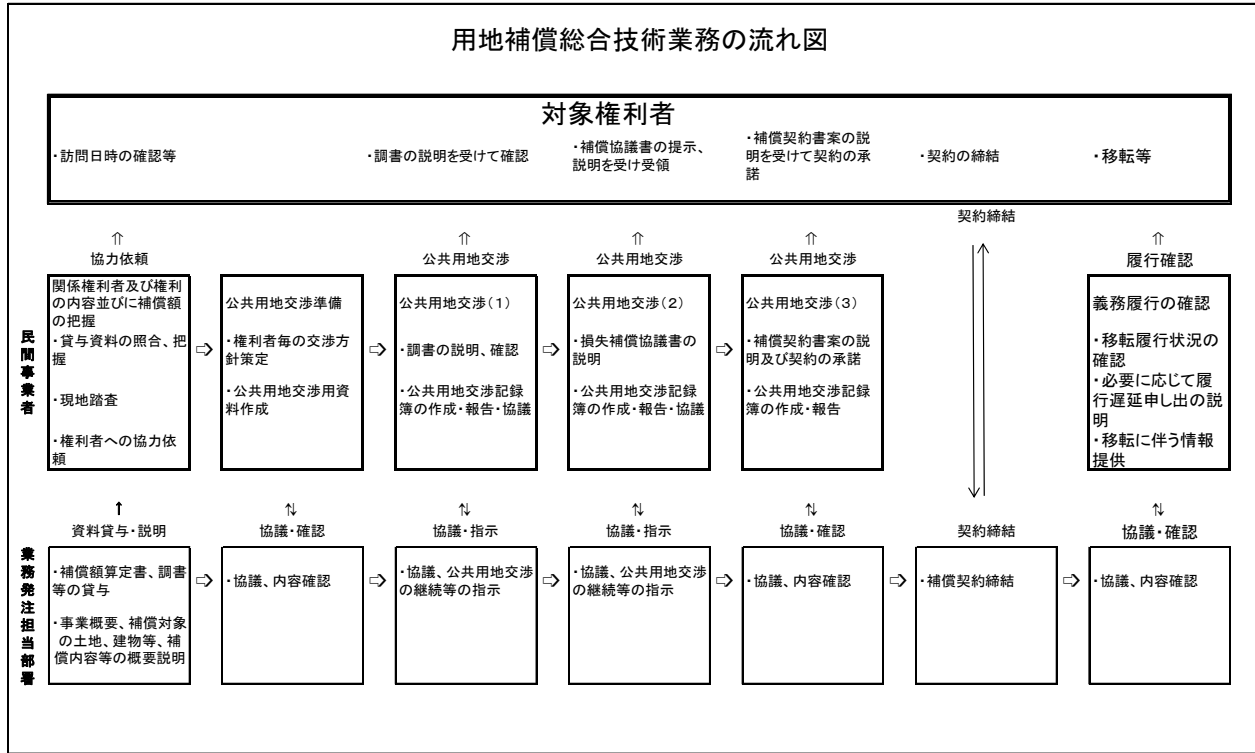 用地補償総合技術業務の流れ図
対象権利者
・訪問日時の確認等
・調書の説明を受けて確認
・補償協議書の提示、
説明を受け受領
・補償契約書案の説
明を受けて契約の承
諾
・契約の締結
・移転等
契約締結
⇑
協力依頼
⇑
公共用地交渉
⇑
公共用地交渉
⇑
公共用地交渉
⇑
履行確認
民間事業者
関係権利者及び権利
の内容並びに補償額
の把握
・貸与資料の照合、把
握
・現地踏査
・権利者への協力依
頼
⇨
公共用地交渉準備
・権利者毎の交渉方
針策定
・公共用地交渉用資
料作成
⇨
公共用地交渉(1)
・調書の説明、確認
・公共用地交渉記録
簿の作成・報告・協議
⇨
公共用地交渉(2)
・損失補償協議書の
説明
・公共用地交渉記録
簿の作成・報告・協議
⇨
公共用地交渉(3)
・補償契約書案の説
明及び契約の承諾
・公共用地交渉記録
簿の作成・報告
義務履行の確認
・移転履行状況の
確認
・必要に応じて履
行遅延申し出の説
明
・移転に伴う情報
提供
↑
資料貸与・説明
⇅
協議・確認
⇅
協議・指示
⇅
協議・指示
⇅
協議・確認
契約締結
⇅
協議・確認
業務発注担当部署
・補償額算定書、調書
等の貸与
・事業概要、補償対象
の土地、建物等、補
償内容等の概要説明
⇨
・協議、内容確認
⇨
・協議、公共用地交渉
の継続等の指示
⇨
・協議、公共用地交渉
の継続等の指示
⇨
・協議、内容確認
⇨
・補償契約締結
⇨
・協議、内容確認